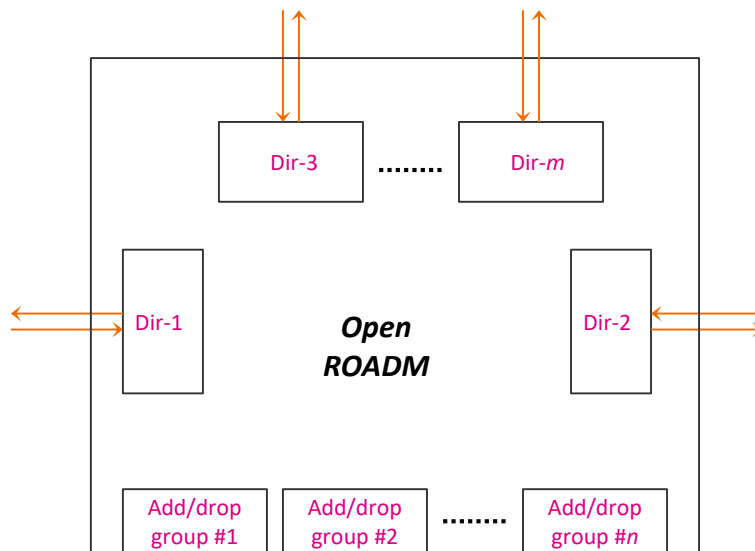 Dir-3
........
Dir-m
Dir-1
Open
ROADM
Dir-2
Add/drop
group #1
Add/drop
group #2
........
Add/drop
group #n